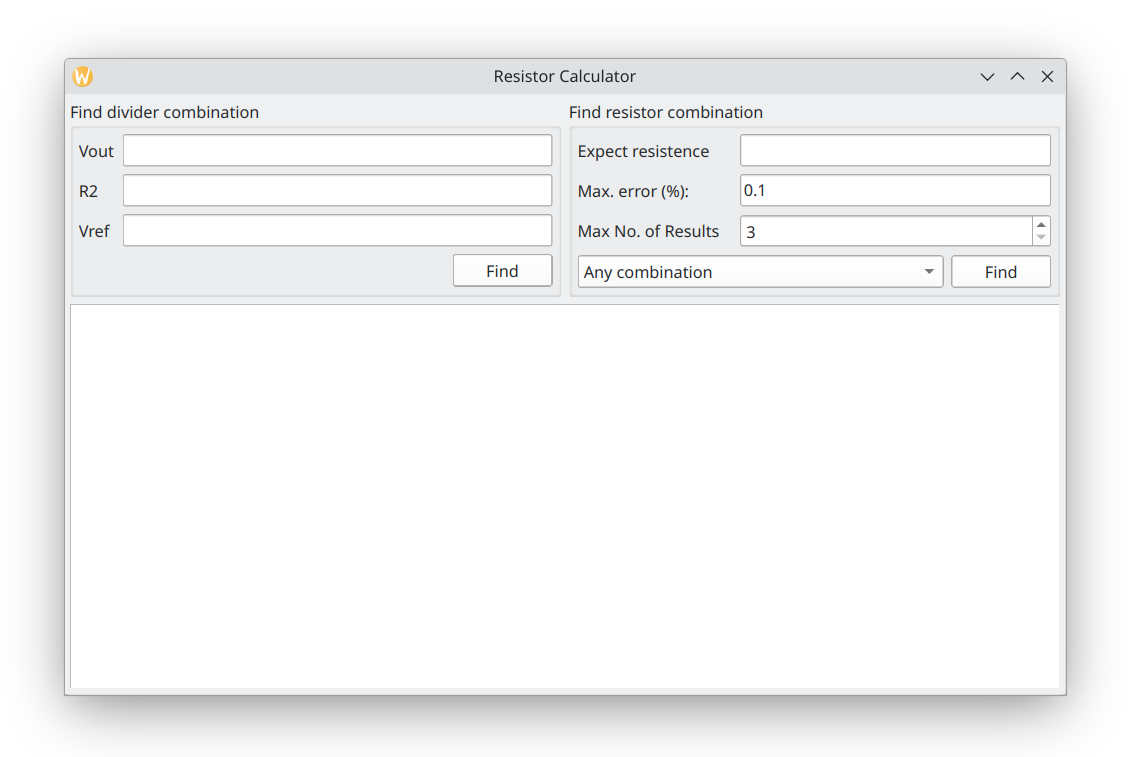 Resistor Calculator
Find divider combination
Vout
R2
Vref
Find
Find resistor combination
Expect resistence
Max. error (%): 0.1
Max No. of Results 3
Any combination Find